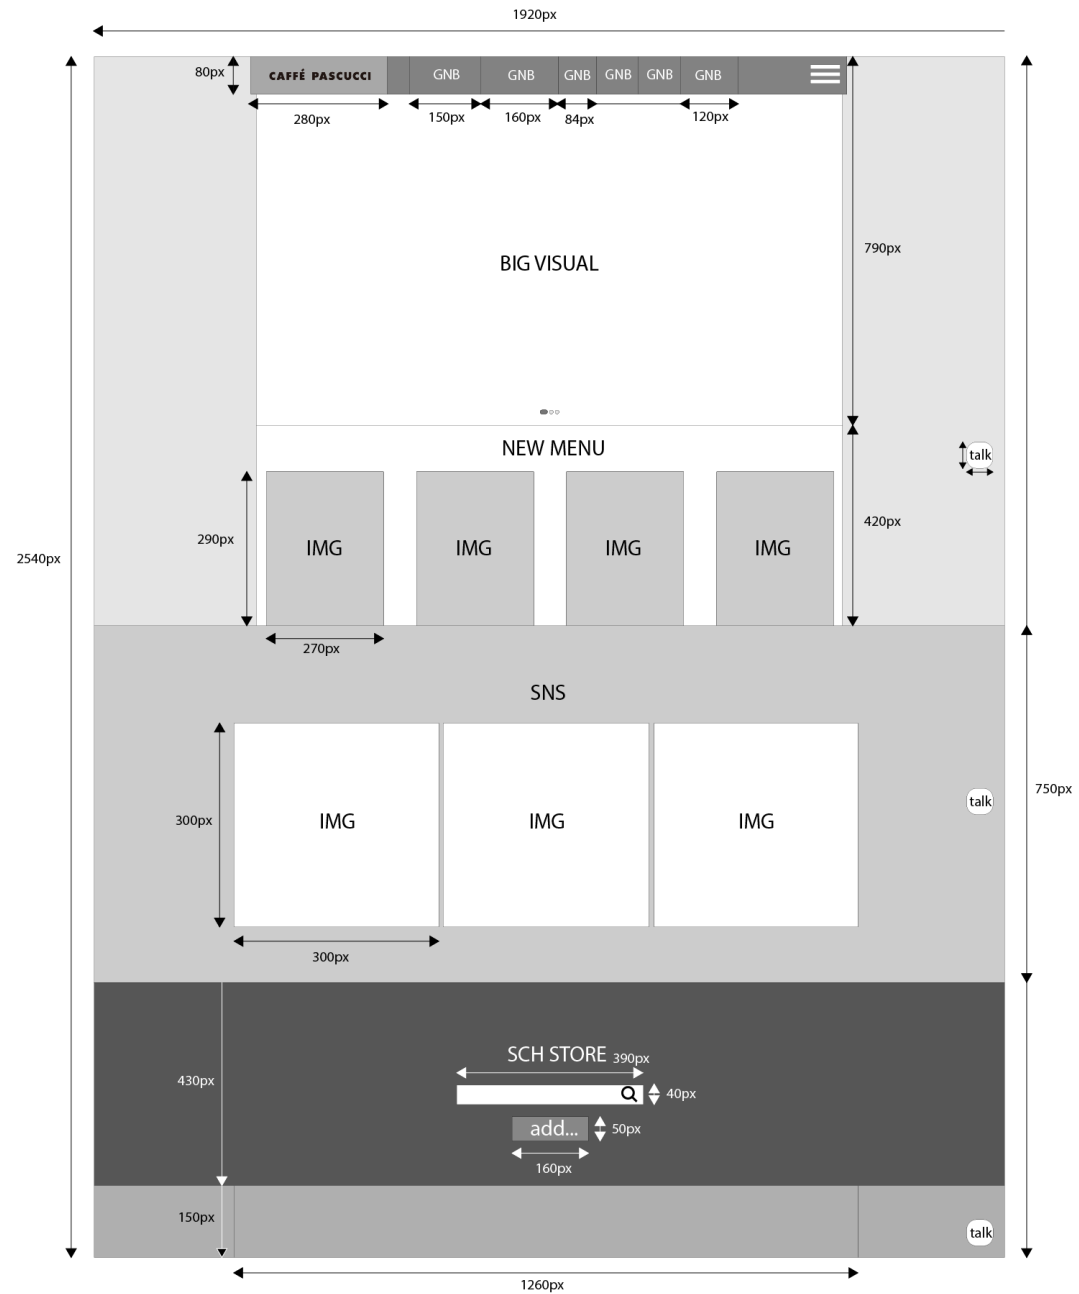 1920px
80px
CAFFÉ PASCUCCI
GNB
GNB
GNB
GNB
GNB
GNB
280px
150px
160px
84px
120px
BIG VISUAL
790px
NEW MENU
talk
290px
IMG
IMG
IMG
IMG
420px
2540px
270px
SNS
300px
IMG
IMG
IMG
talk
750px
300px
SCH STORE
390px
430px
40px
add...
50px
160px
150px
talk
1260px